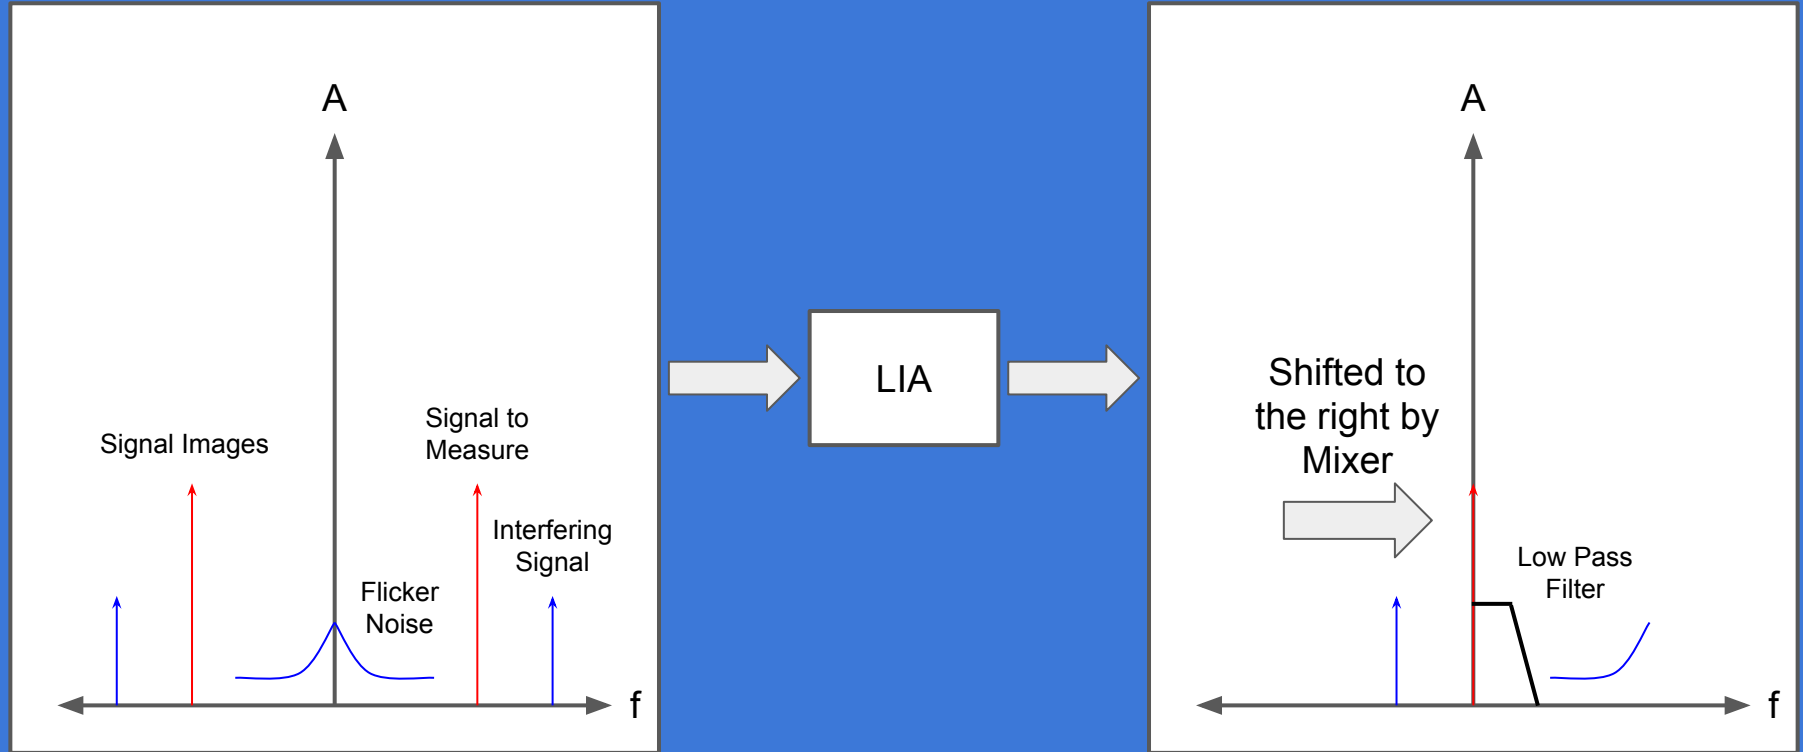 A
Signal Images
Signal to
Measure
Interfering
Signal
Flicker
Noise
f
LIA
A
Shifted to
the right by
Mixer
Low Pass
Filter
f